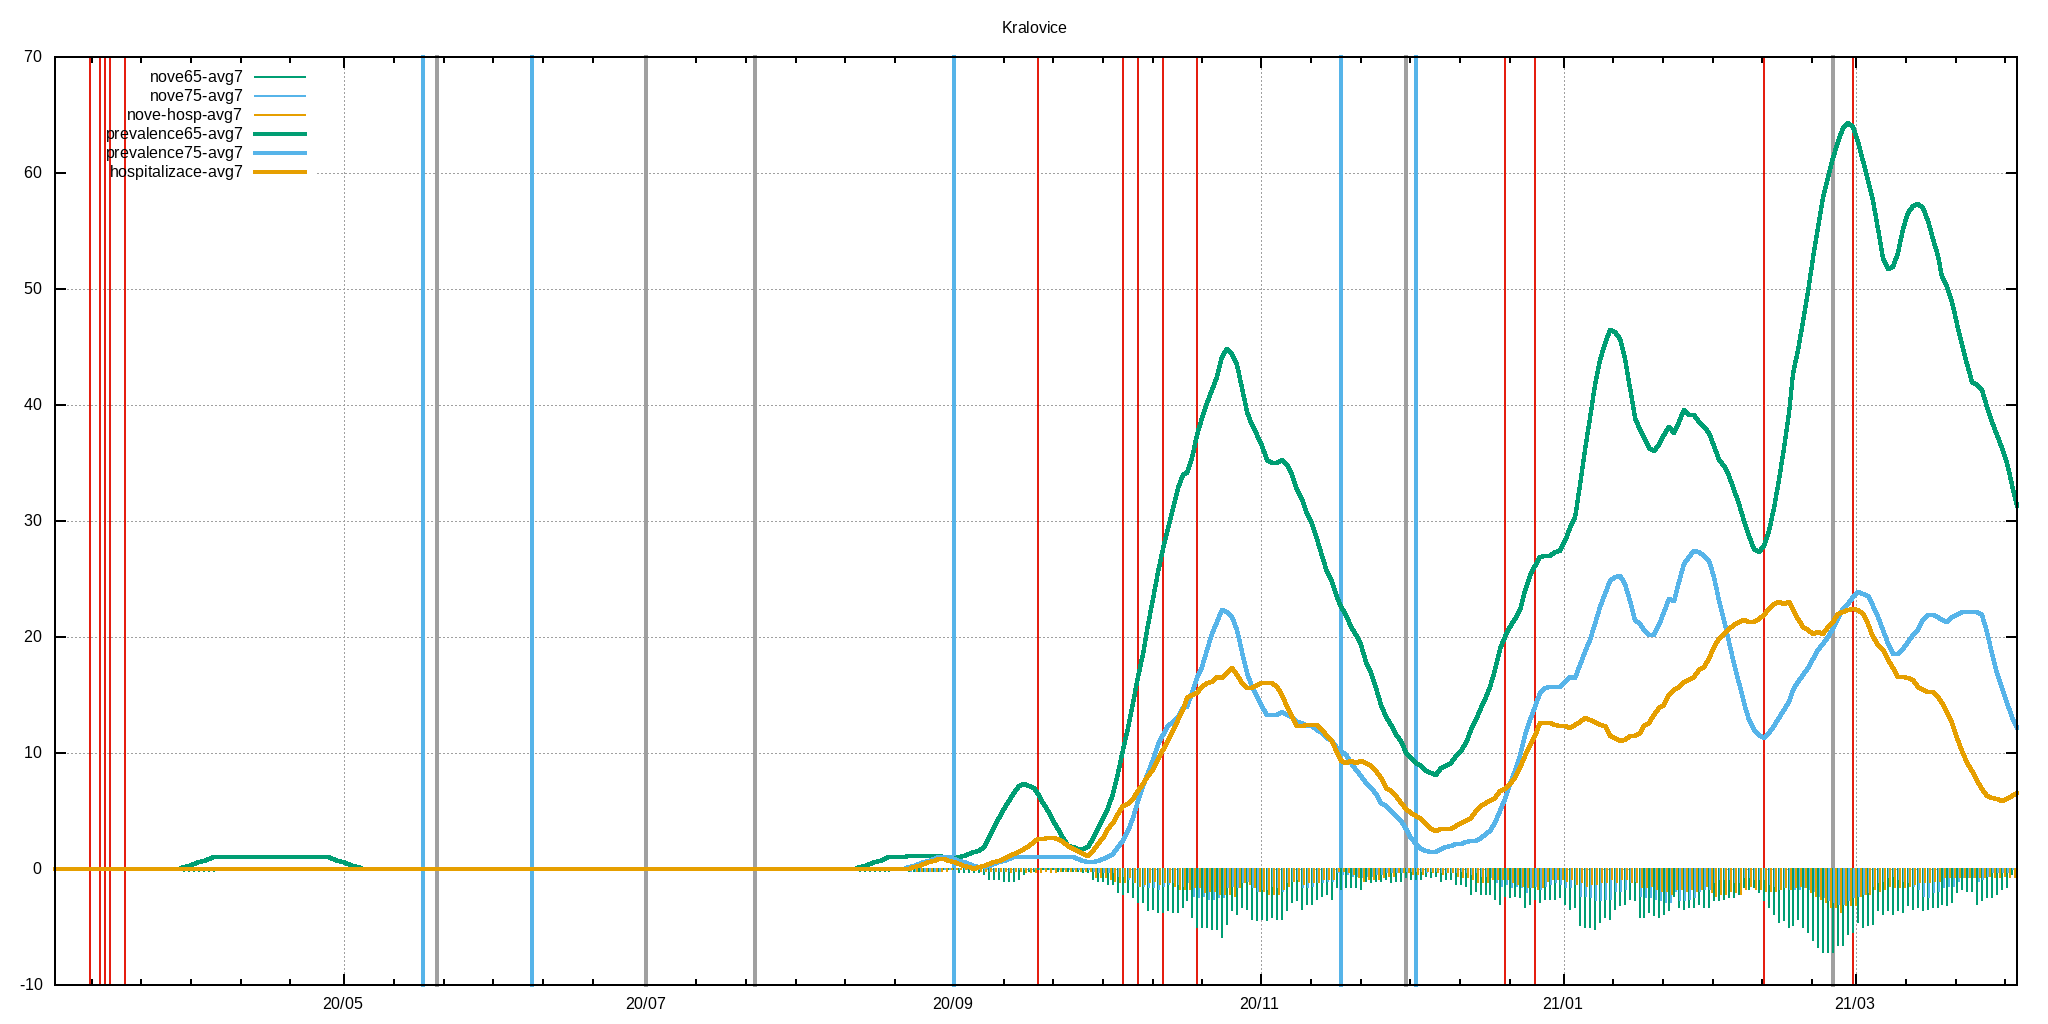 Kralovice
70
60
50
40
30
20
10
0
-10
nove65-avg7
nove75-avg7
nove-hosp-avg7
prevalence65-avg7
prevalence75-avg7
hospitalizace-avg7
20/05 20/07 20/09 20/11 21/01 21/03